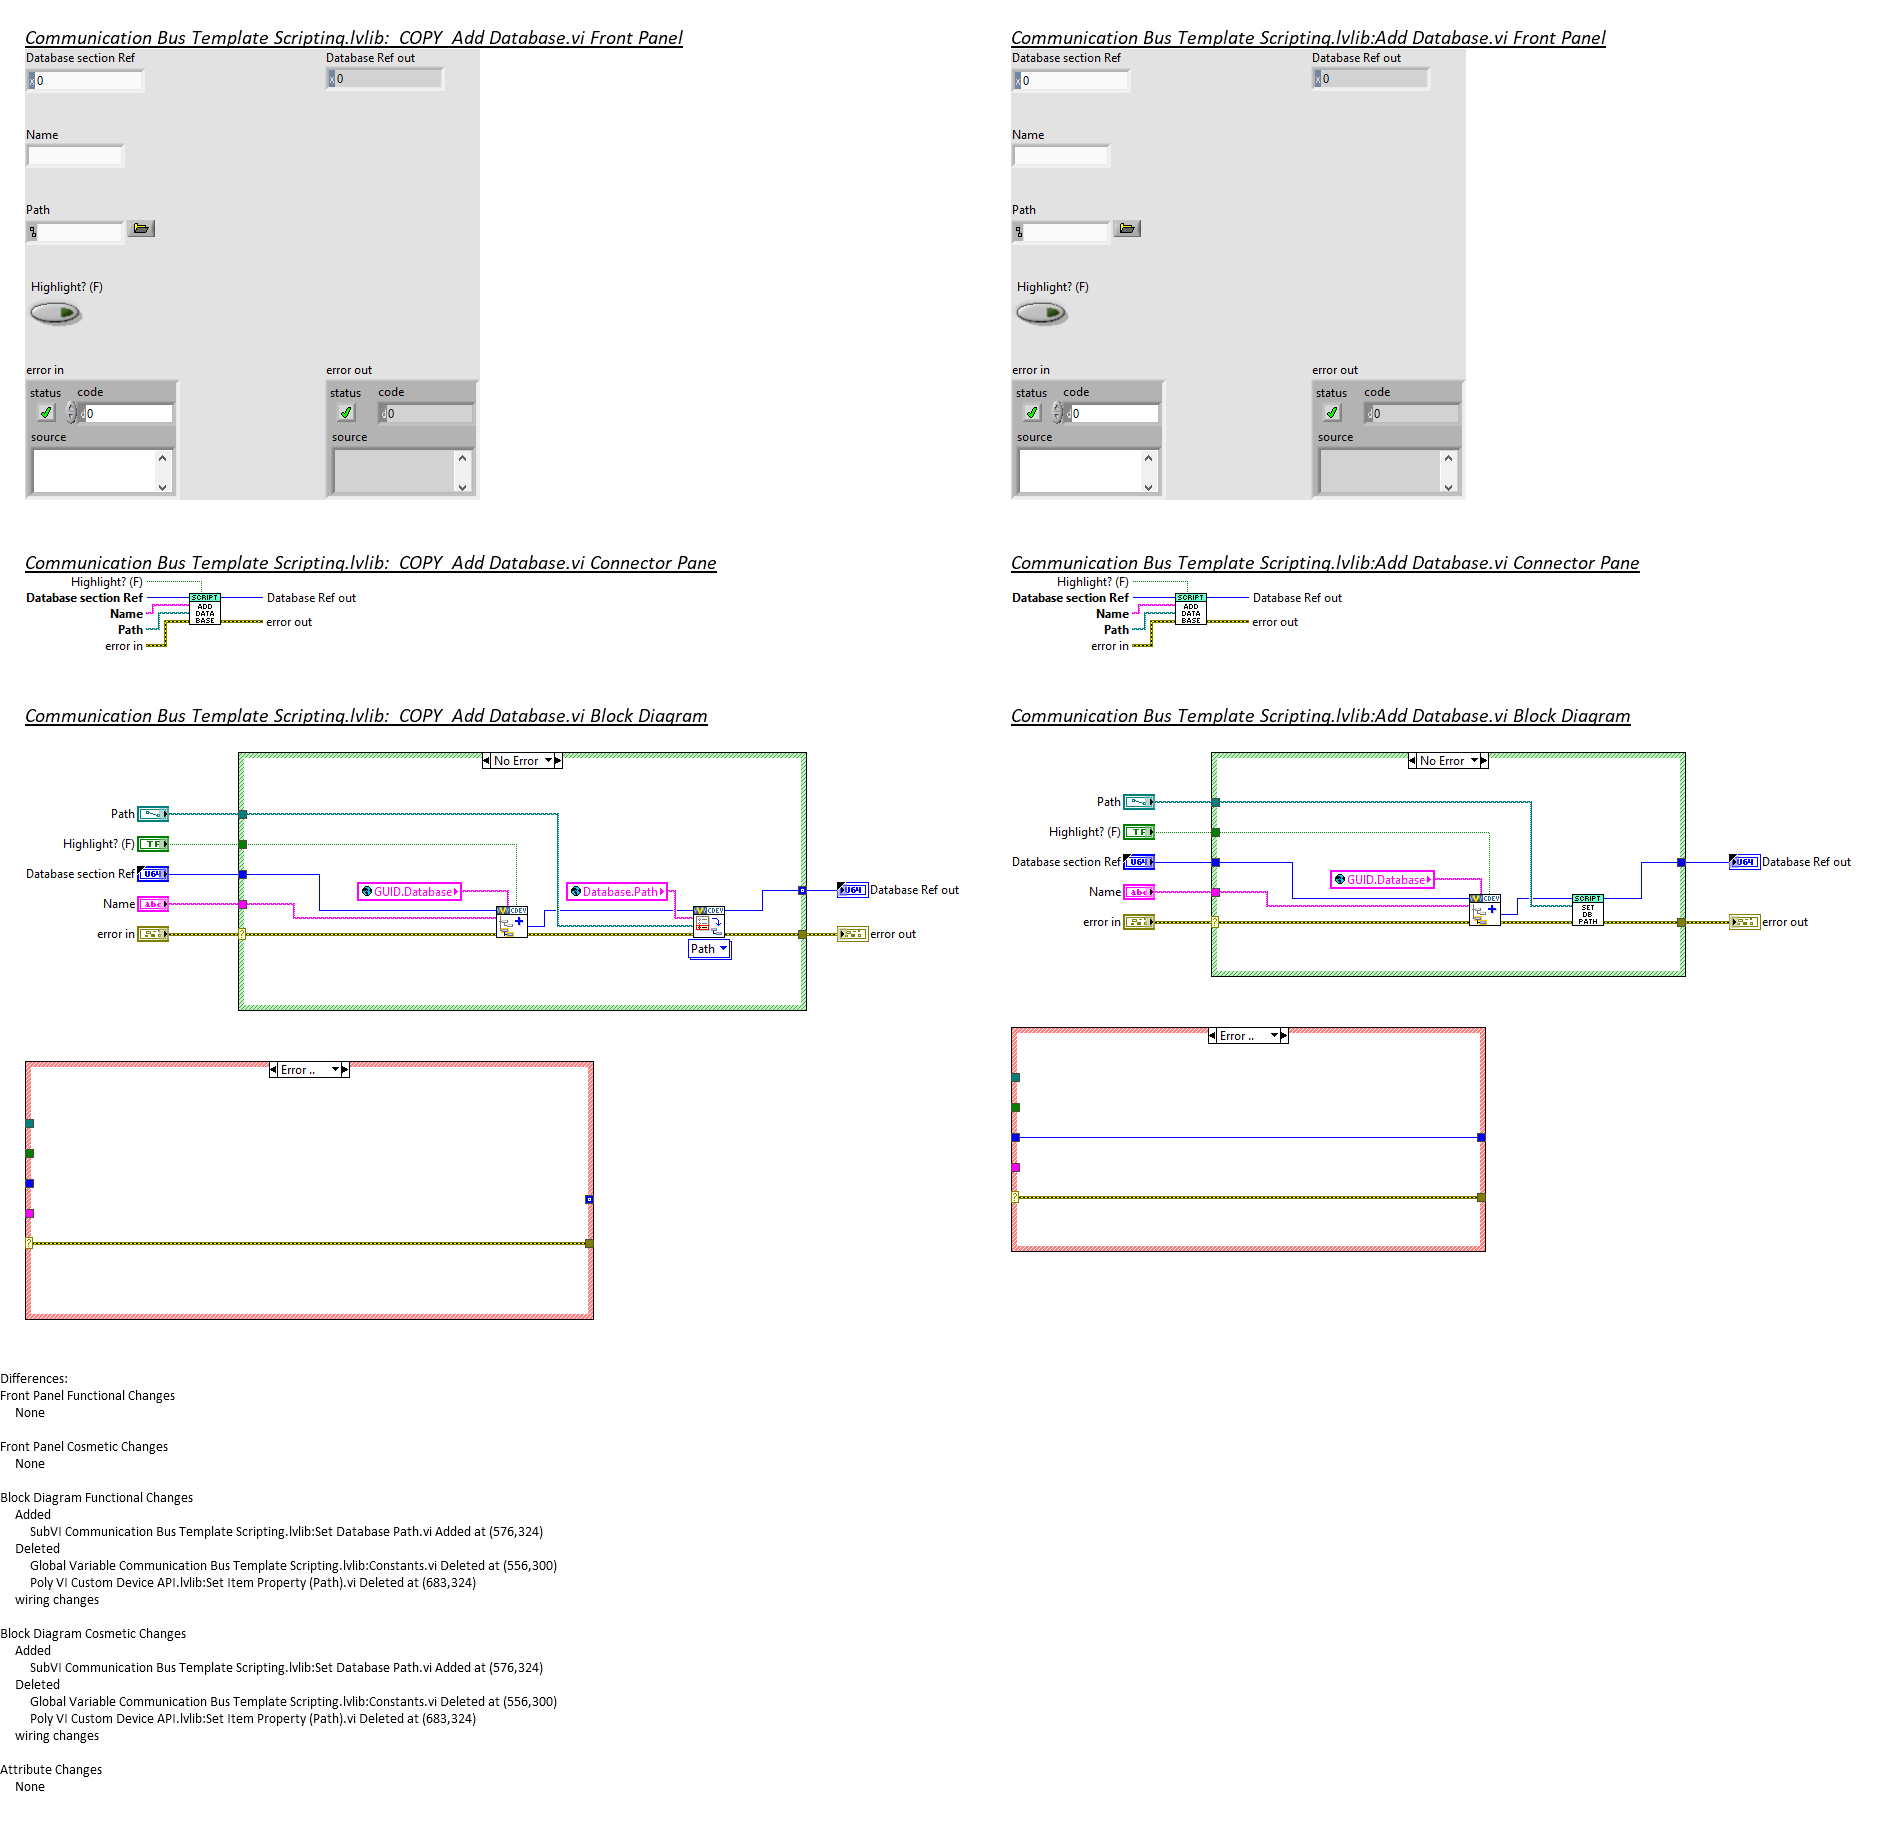 Communication Bus Template Scripting.lvlib:_COPY_Add Database.vi Front Panel
Database section Ref
Database Ref out
x 0
x 0
Name
Path
Highlight? (F)
error in
error out
status code
status code
d 0
d 0
source
source
Communication Bus Template Scripting.lvlib:Add Database.vi Front Panel
Database section Ref
Database Ref out
x 0
x 0
Name
Path
Highlight? (F)
error in
error out
status code
status code
d 0
d 0
source
source
Communication Bus Template Scripting.lvlib:_COPY_Add Database.vi Connector Pane
Highlight? (F)
Database section Ref
Name
Path
error in
SCRIPT
ADD
DATA
BASE
Database Ref out
error out
Communication Bus Template Scripting.lvlib:Add Database.vi Connector Pane
Highlight? (F)
Database section Ref
Name
Path
error in
SCRIPT
ADD
DATA
BASE
Database Ref out
error out
Communication Bus Template Scripting.lvlib:_COPY_Add Database.vi Block Diagram
No Error
Path
Highlight? (F) TF
Database section Ref U64
Name abc
error in
?
GUID.Database
CDEV
Database.Path
CDEV
Path
U64 Database Ref out
error out
Error ..
?
Communication Bus Template Scripting.lvlib:Add Database.vi Block Diagram
No Error
Path
Highlight? (F) TF
Database section Ref U64
Name abc
error in
?
GUID.Database
CDEV
SCRIPT
SET
DB
PATH
U64 Database Ref out
error out
Error ..
?
Differences:
Front Panel Functional Changes
None
Front Panel Cosmetic Changes
None
Block Diagram Functional Changes
Added
SubVI Communication Bus Template Scripting.lvlib:Set Database Path.vi Added at (576,324)
Deleted
Global Variable Communication Bus Template Scripting.lvlib:Constants.vi Deleted at (556,300)
Poly VI Custom Device API.lvlib:Set Item Property (Path).vi Deleted at (683,324)
wiring changes
Block Diagram Cosmetic Changes
Added
SubVI Communication Bus Template Scripting.lvlib:Set Database Path.vi Added at (576,324)
Deleted
Global Variable Communication Bus Template Scripting.lvlib:Constants.vi Deleted at (556,300)
Poly VI Custom Device API.lvlib:Set Item Property (Path).vi Deleted at (683,324)
wiring changes
Attribute Changes
None